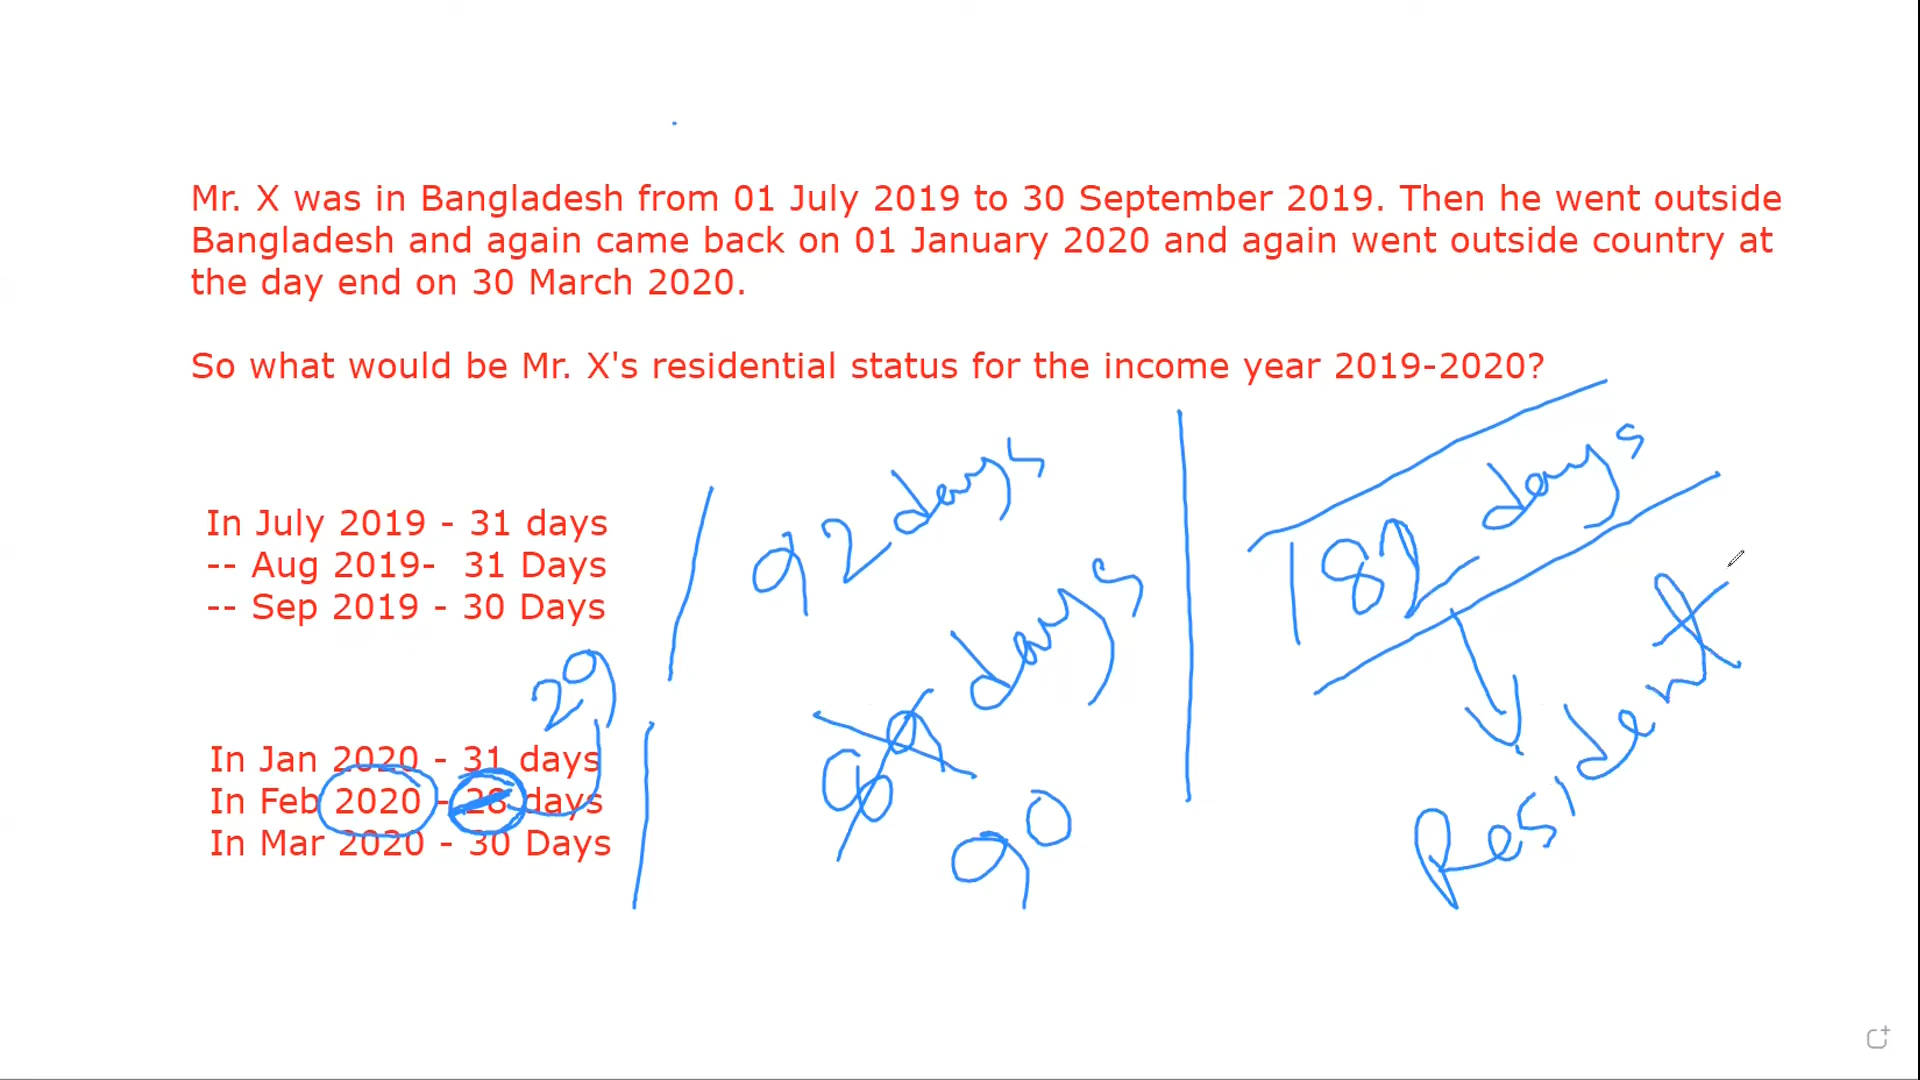 Mr. X was in Bangladesh from 01 July 2019 to 30 September 2019. Then he went outside
Bangladesh and again came back on 01 January 2020 and again went outside country at
the day end on 30 March 2020.
So what would be Mr. X's residential status for the income year 2019-2020?
In July 2019 - 31 days
-- Aug 2019-  31 Days
-- Sep 2019 - 30 Days
92 days
29
In Jan 2020 - 31 days
In Feb 2020 - 28 days
In Mar 2020 - 30 Days
89 days
90
182 days
Resident